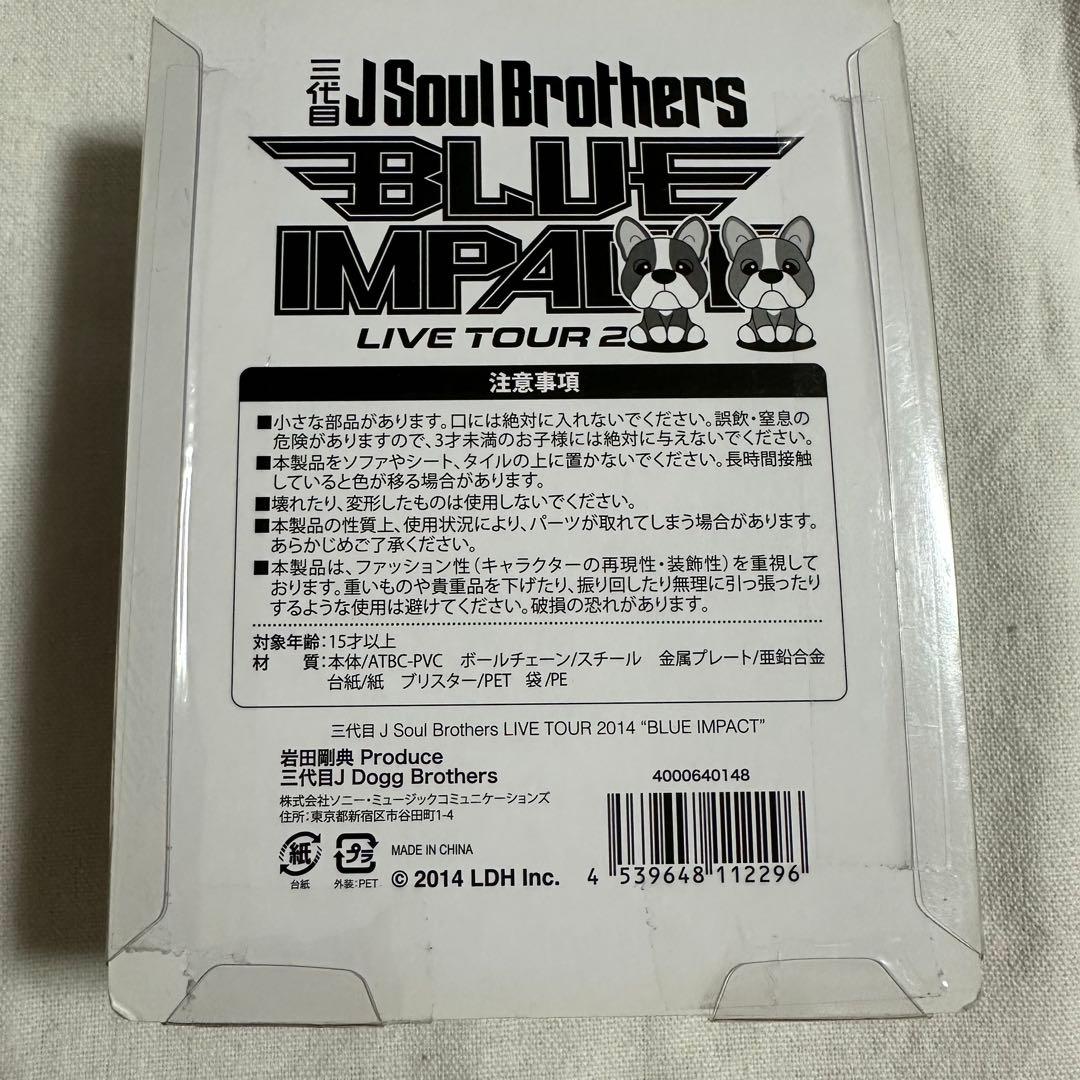 三代目 J Soul Brothers
BLUE
IMPACT
LIVE TOUR 2
注意事項
■小さな部品があります。口には絶対に入れないでください。誤飲・窒息の
危険がありますので、3才未満のお子様には絶対に与えないでください。
■本製品をソファやシート、タイルの上に置かないでください。長時間接触
していると色が移る場合があります。
■壊れたり、変形したものは使用しないでください。
■本製品の性質上、使用状況により、パーツが取れてしまう場合があります。
あらかじめご了承ください。
■本製品は、ファッション性(キャラクターの再現性・装飾性)を重視して
おります。重いものや貴重品を下げたり、振り回したり無理に引っ張ったり
するような使用は避けてください。破損の恐れがあります。
対象年齢:15才以上
材 質:本体/ATBC-PVC ボールチェーン/スチール 金属プレート/亜鉛合金
台紙/紙 ブリスター/PET 袋/PE
三代目 J Soul Brothers LIVE TOUR 2014 “BLUE IMPACT”
岩田剛典 Produce
三代目J Dogg Brothers
4000640148
株式会社ソニー・ミュージックコミュニケーションズ
住所:東京都新宿区市谷田町1-4
紙 プラ MADE IN CHINA
台紙 外装:PET © 2014 LDH Inc.
4 539648 112296